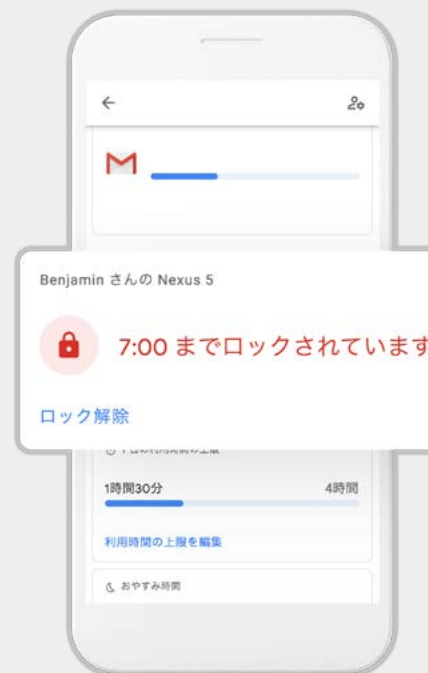 Benjamin さんの Nexus 5
7:00 までロックされています
ロック解除
1時間30分
4時間
利用時間の上限を編集
おやすみ時間